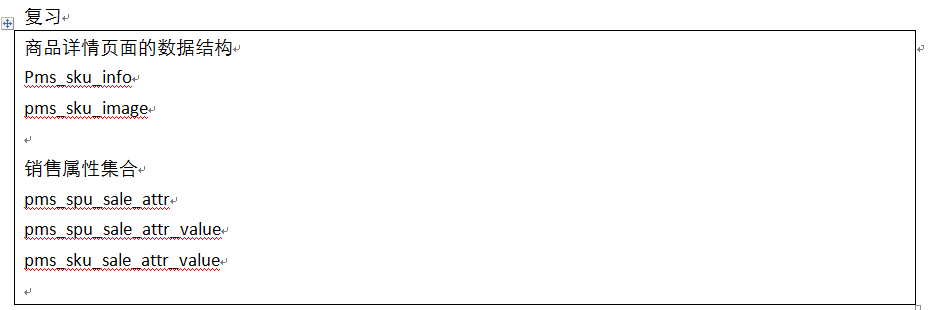 复习
商品详情页面的数据结构
Pms_sku_info
pms_sku_image
销售属性集合
pms_spu_sale_attr
pms_spu_sale_attr_value
pms_sku_sale_attr_value